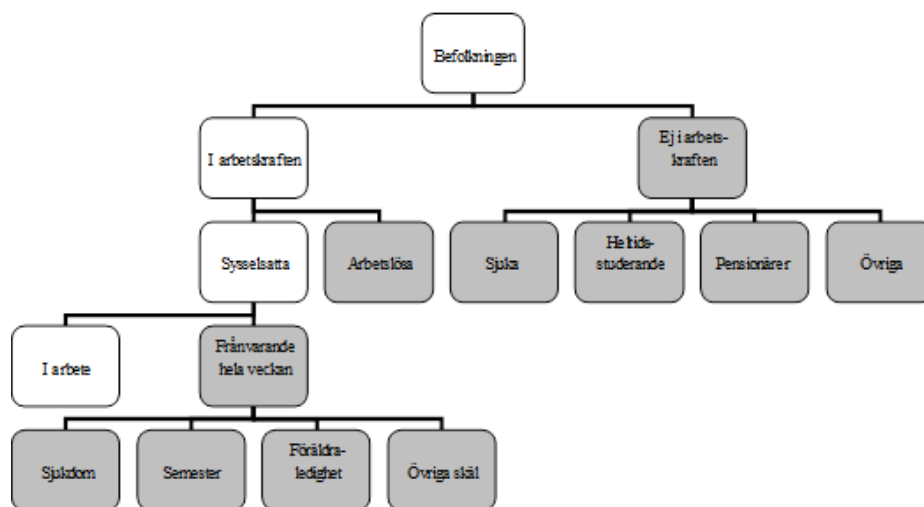 Befolkningen
I arbetskraften
Ej i arbets-
kraften
Sysselsatta
Arbetslösa
Sjuka
Heltids-
studerande
Pensionärer
Övriga
I arbete
Frånvarande
hela veckan
Sjukdom
Semester
Föräldra-
ledighet
Övriga skäl